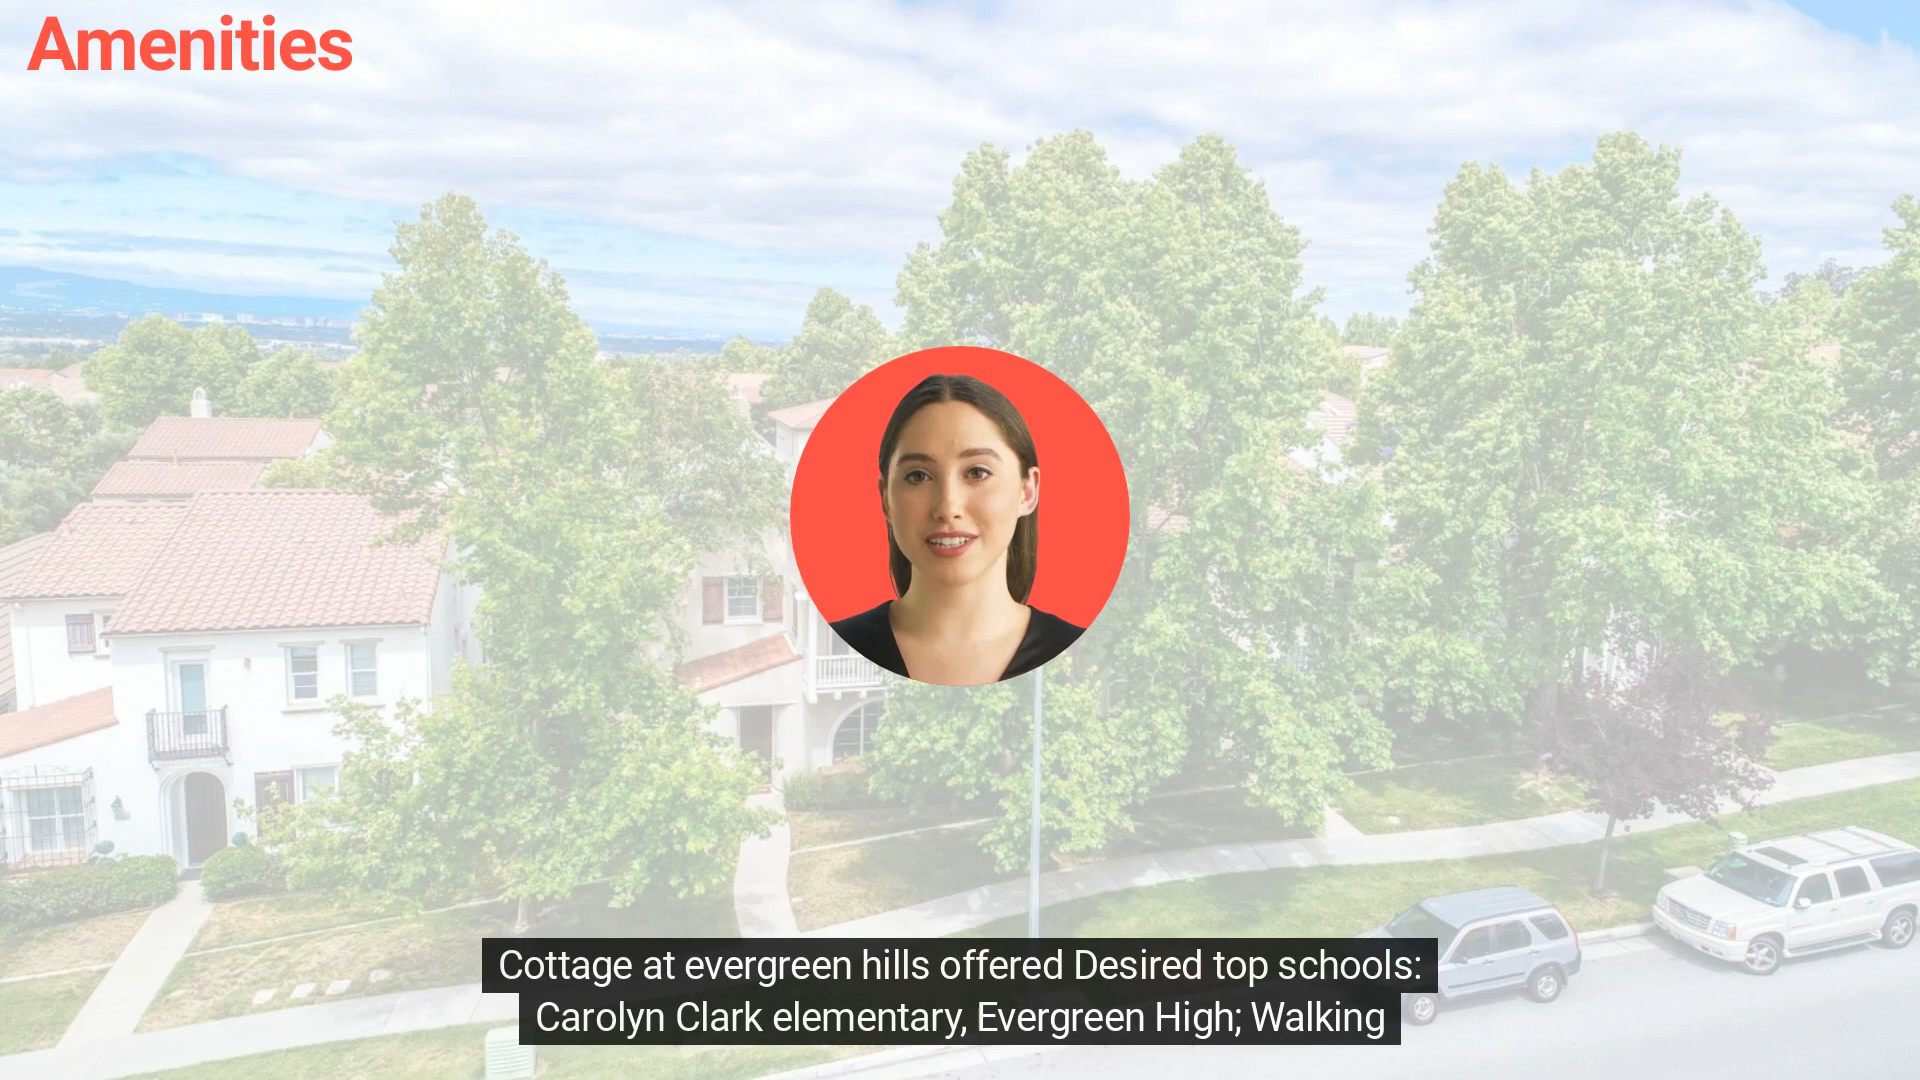 Amenities
Cottage at evergreen hills offered Desired top schools:
Carolyn Clark elementary, Evergreen High; Walking